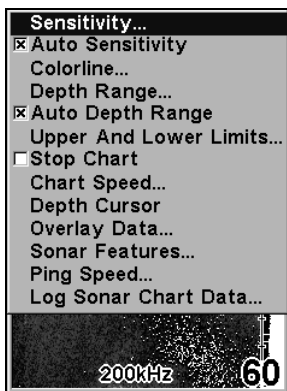 Sensitivity...
Auto Sensitivity
Colorline...
Depth Range...
Auto Depth Range
Upper And Lower Limits...
Stop Chart
Chart Speed...
Depth Cursor
Overlay Data...
Sonar Features...
Ping Speed...
Log Sonar Chart Data...
200kHz 60